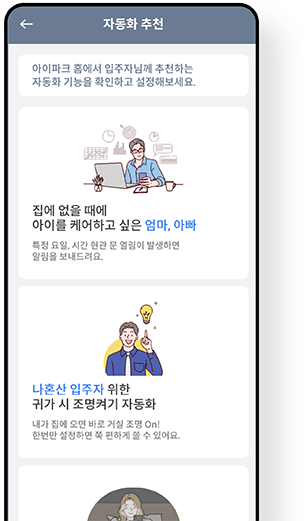 자동화 추천
아이파크 홈에서 입주자님께 추천하는
자동화 기능을 확인하고 설정해보세요.
집에 없을 때에
아이를 케어하고 싶은 엄마, 아빠
특정 요일, 시간 현관 문 열림이 발생하면
알림을 보내드려요.
나혼산 입주자 위한
귀가 시 조명켜기 자동화
내가 집에 오면 바로 거실 조명 On!
한번만 설정하면 쭉 편하게 쓸 수 있어요.